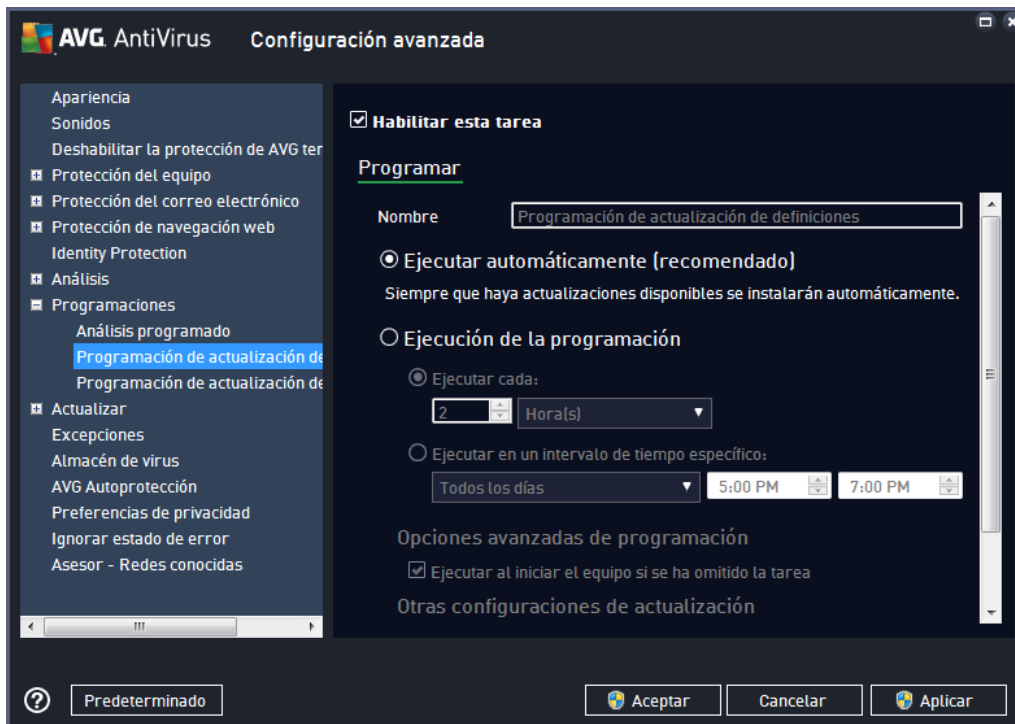 AVG AntiVirus
Configuración avanzada
Apariencia
Sonidos
Deshabilitar la protección de AVG ter
Protección del equipo
Protección del correo electrónico
Protección de navegación web
Identity Protection
Análisis
Programaciones
Análisis programado
Programación de actualización de
Programación de actualización de
Actualizar
Excepciones
Almacén de virus
AVG Autoprotección
Preferencias de privacidad
Ignorar estado de error
Asesor - Redes conocidas
Habilitar esta tarea
Programar
Nombre Programación de actualización de definiciones
Ejecutar automáticamente (recomendado)
Siempre que haya actualizaciones disponibles se instalarán automáticamente.
Ejecución de la programación
Ejecutar cada:
2 Hora(s)
Ejecutar en un intervalo de tiempo específico:
Todos los días 5:00 PM 7:00 PM
Opciones avanzadas de programación
Ejecutar al iniciar el equipo si se ha omitido la tarea
Otras configuraciones de actualización
? Predeterminado Aceptar Cancelar Aplicar